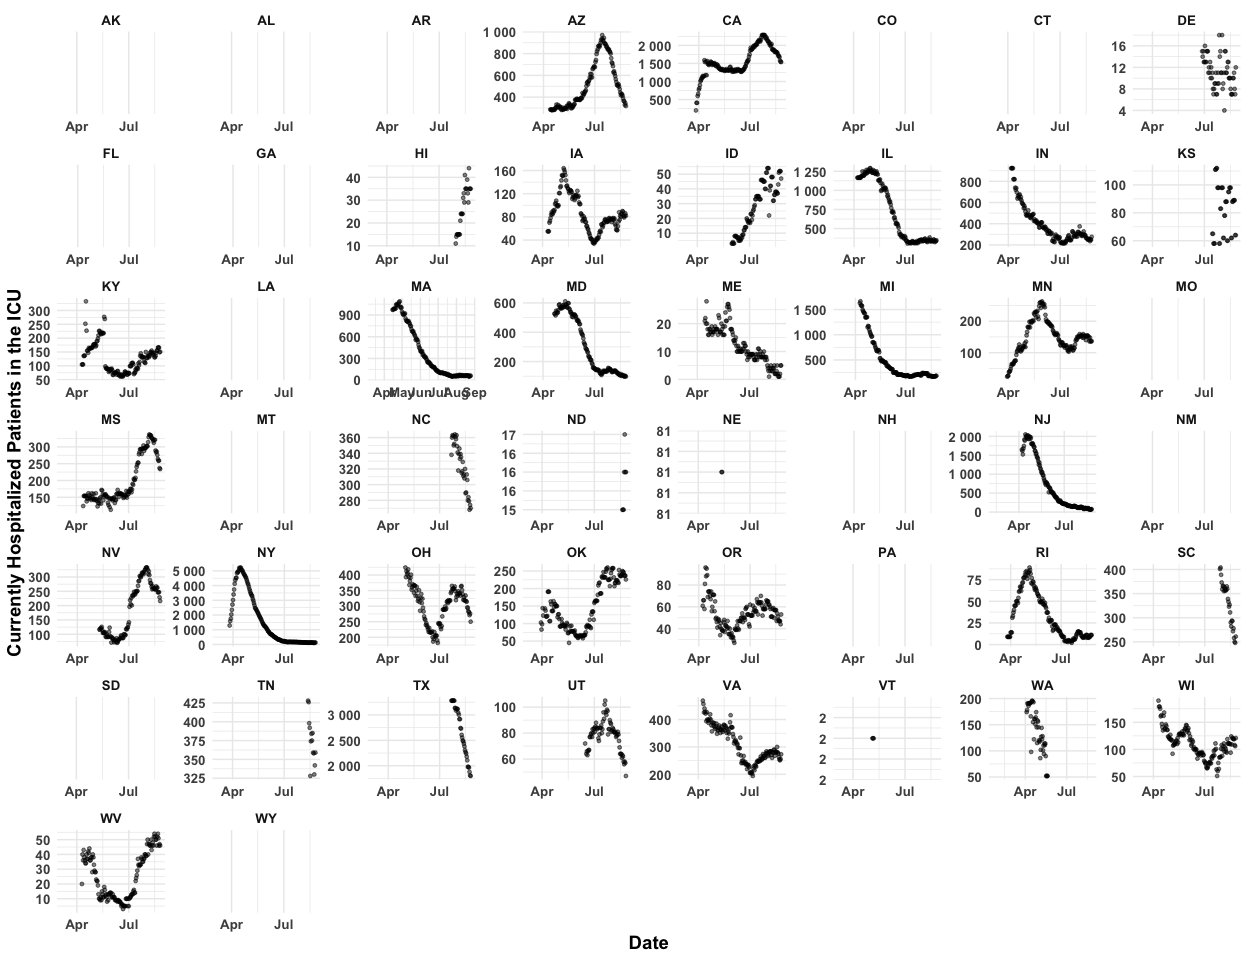 Currently Hospitalized Patients in the ICU
AK AL AR AZ CA CO CT DE
1 000 800 600 400
2 000 1 500 1 000 500
16 12 8 4
Apr Jul Apr Jul Apr Jul Apr Jul Apr Jul Apr Jul Apr Jul Apr Jul
FL GA HI IA ID IL IN KS
40 30 20 10
160 120 80 40
50 40 30 20 10
1 250 1 000 750 500
800 600 400 200
100 80 60
Apr Jul Apr Jul Apr Jul Apr Jul Apr Jul Apr Jul Apr Jul Apr Jul
KY LA MA MD ME MI MN MO
300 250 200 150 100 50
900 600 300 0
600 400 200
20 10 0
1 500 1 000 500
200 100
Apr Jul Apr Jul Apr May Jun Jul Aug Sep Apr Jul Apr Jul Apr Jul Apr Jul Apr Jul
MS MT NC ND NE NH NJ NM
300 250 200 150
360 340 320 300 280
17 16 16 16 15
81 81 81 81 81
2 000 1 500 1 000 500 0
Apr Jul Apr Jul Apr Jul Apr Jul Apr Jul Apr Jul Apr Jul Apr Jul
NV NY OH OK OR PA RI SC
300 250 200 150 100
5 000 4 000 3 000 2 000 1 000 0
400 350 300 250 200
250 200 150 100 50
80 60 40
75 50 25 0
400 350 300 250
Apr Jul Apr Jul Apr Jul Apr Jul Apr Jul Apr Jul Apr Jul Apr Jul
SD TN TX UT VA VT WA WI
425 400 375 350 325
3 000 2 500 2 000
100 80 60
400 300 200
2 2 2 2
200 150 100 50
150 100 50
Apr Jul Apr Jul Apr Jul Apr Jul Apr Jul Apr Jul Apr Jul Apr Jul
WV WY
50 40 30 20 10
Apr Jul Apr Jul
Date